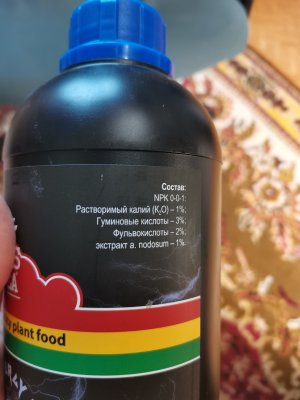 Состав:
NPK 0-0-1:
Растворимый калий (K₂O) – 1%;
Гуминовые кислоты – 3%,
Фульвокислоты – 2%,
экстракт a. nodosum – 1%.
plant food